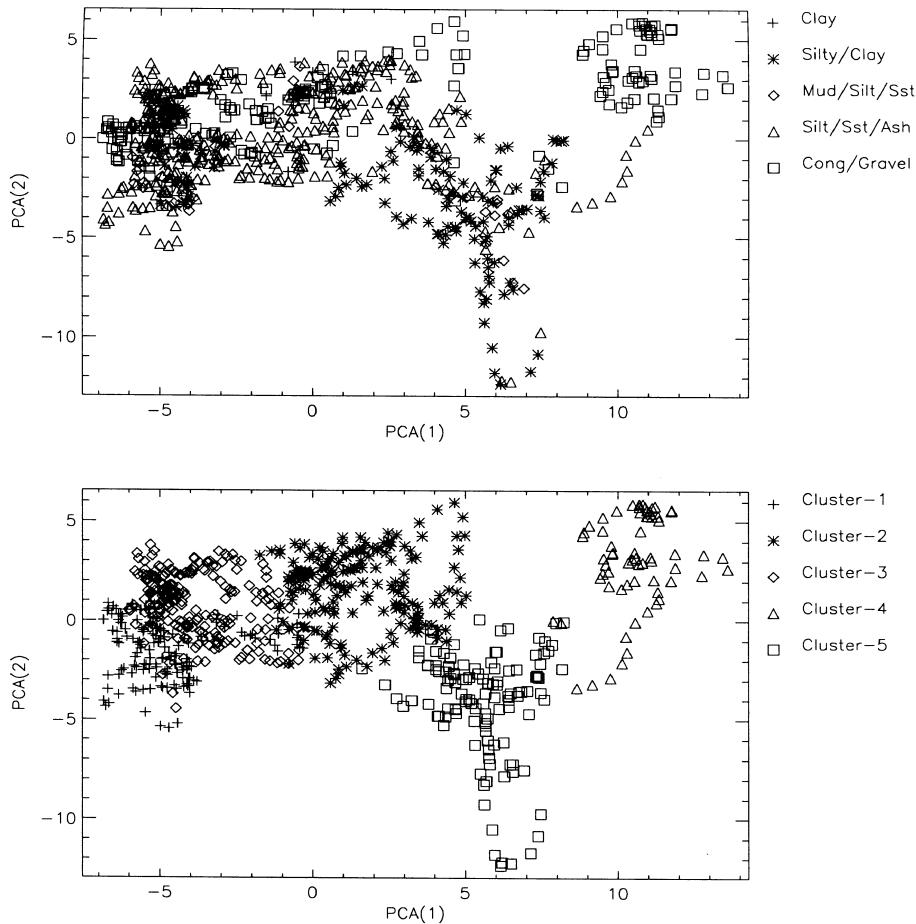 5
0
−5
−10
PCA(2)
−5
0
5
10
PCA(1)
Clay
Silty/Clay
Mud/Silt/Sst
Silt/Sst/Ash
Cong/Gravel
5
0
−5
−10
PCA(2)
−5
0
5
10
PCA(1)
Cluster−1
Cluster−2
Cluster−3
Cluster−4
Cluster−5